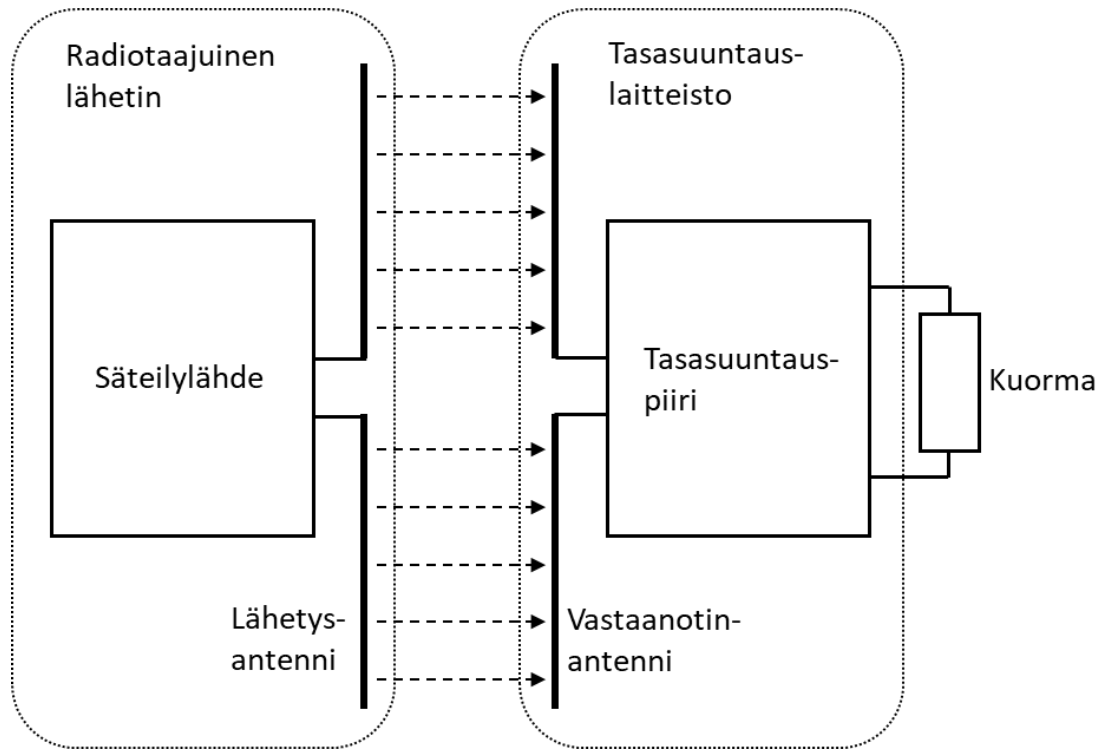 Radiotaajuinen
lähetin
Tasasuuntaus-
laitteisto
Säteilylähde
Tasasuuntaus-
piiri
Kuorma
Lähetys-
antenni
Vastaanotin-
antenni